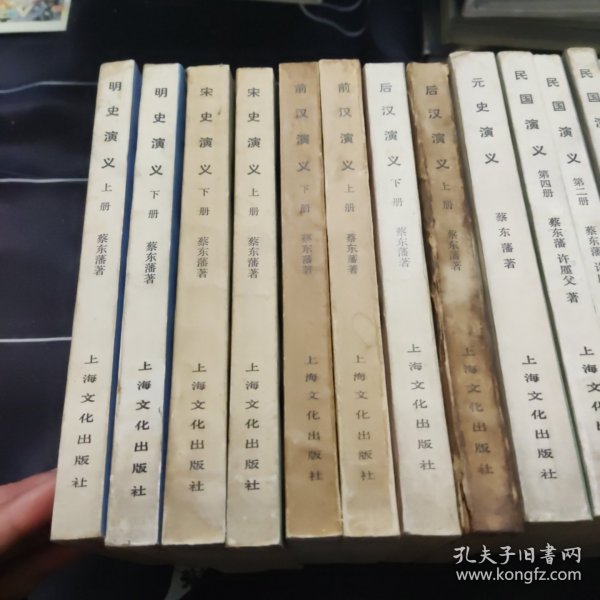 明史演义 上册 蔡东藩著 上海文化出版社
明史演义 下册 蔡东藩著 上海文化出版社
宋史演义 下册 蔡东藩著 上海文化出版社
宋史演义 上册 蔡东藩著 上海文化出版社
前汉演义 下册 蔡东藩著 上海文化出版社
前汉演义 上册 蔡东藩著 上海文化出版社
后汉演义 下册 蔡东藩著 上海文化出版社
后汉演义 上册 蔡东藩著 上海文化出版社
元史演义 蔡东藩著 上海文化出版社
民国演义 第四册 蔡东藩 许廑父 著 上海文化出版社
民国演义 第二册 蔡东藩
孔夫子旧书网
www.kongfz.com